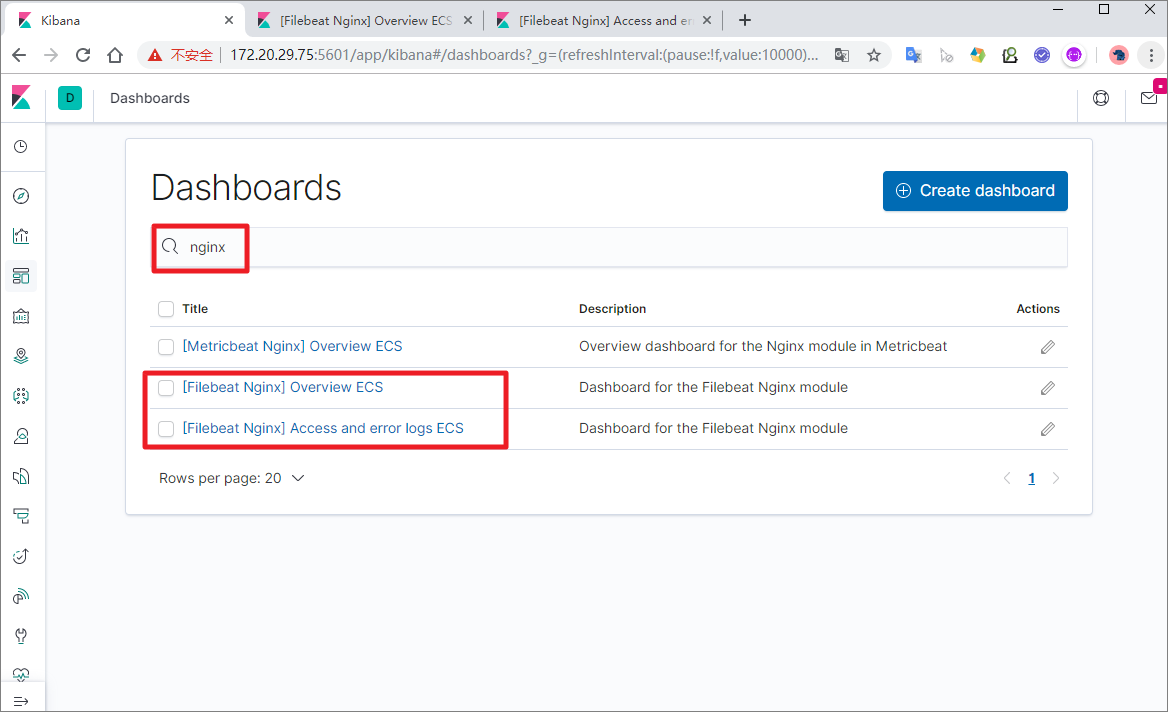 Kibana
[Filebeat Nginx] Overview ECS
[Filebeat Nginx] Access and er
不安全
172.20.29.75:5601/app/kibana#/dashboards?_g=(refreshInterval:(pause:!f,value:10000)...
D
Dashboards
Dashboards
Create dashboard
nginx
Title Description Actions
[Metricbeat Nginx] Overview ECS Overview dashboard for the Nginx module in Metricbeat
[Filebeat Nginx] Overview ECS Dashboard for the Filebeat Nginx module
[Filebeat Nginx] Access and error logs ECS Dashboard for the Filebeat Nginx module
Rows per page: 20 1